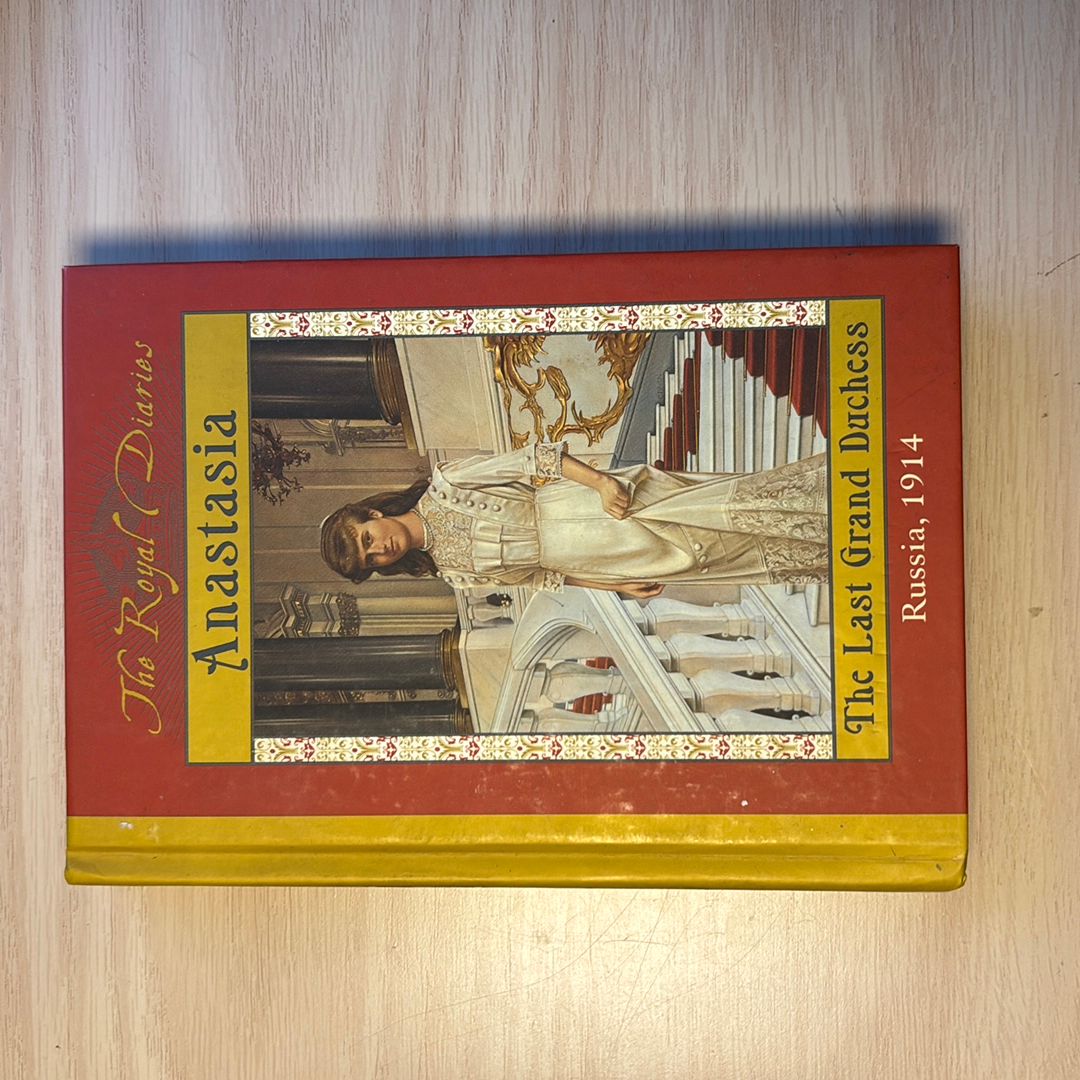 The Royal Diaries
Anastasia
The Last Grand Duchess
Russia, 1914